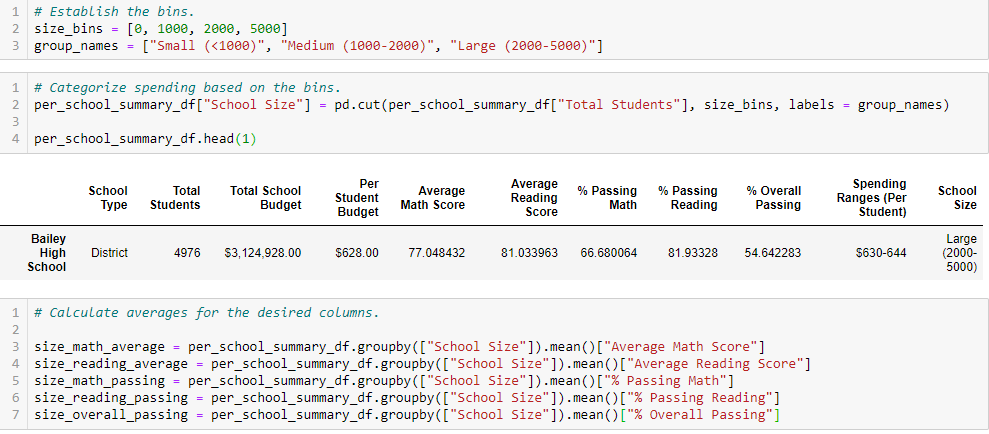 1 # Establish the bins.
2 size_bins = [0, 1000, 2000, 5000]
3 group_names = ["Small (<1000)", "Medium (1000-2000)", "Large (2000-5000)"]
1 # Categorize spending based on the bins.
2 per_school_summary_df["School Size"] = pd.cut(per_school_summary_df["Total Students"], size_bins, labels = group_names)
3
4 per_school_summary_df.head(1)
School Type Total Students Total School Budget Per Student Budget Average Math Score Average Reading Score % Passing Math % Passing Reading % Overall Passing Spending Ranges (Per Student) School Size
Bailey High School District 4976 $3,124,928.00 $628.00 77.048432 81.033963 66.680064 81.93328 54.642283 $630-644 Large (2000-5000)
1 # Calculate averages for the desired columns.
2
3 size_math_average = per_school_summary_df.groupby(["School Size"]).mean()["Average Math Score"]
4 size_reading_average = per_school_summary_df.groupby(["School Size"]).mean()["Average Reading Score"]
5 size_math_passing = per_school_summary_df.groupby(["School Size"]).mean()["% Passing Math"]
6 size_reading_passing = per_school_summary_df.groupby(["School Size"]).mean()["% Passing Reading"]
7 size_overall_passing = per_school_summary_df.groupby(["School Size"]).mean()["% Overall Passing"]